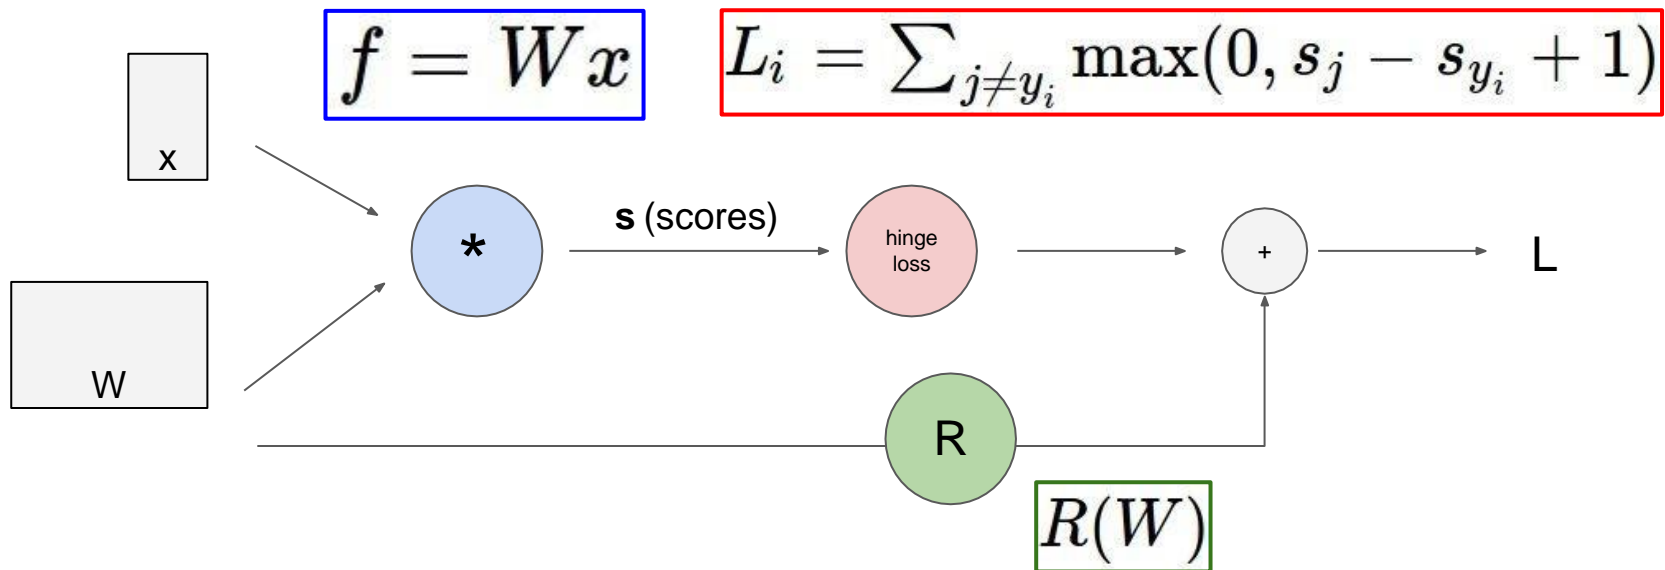 f = Wx
L_i = ∑_{j≠y_i} max(0, s_j − s_{y_i} + 1)
x
s (scores)
*
hinge
loss
+
L
W
R
R(W)